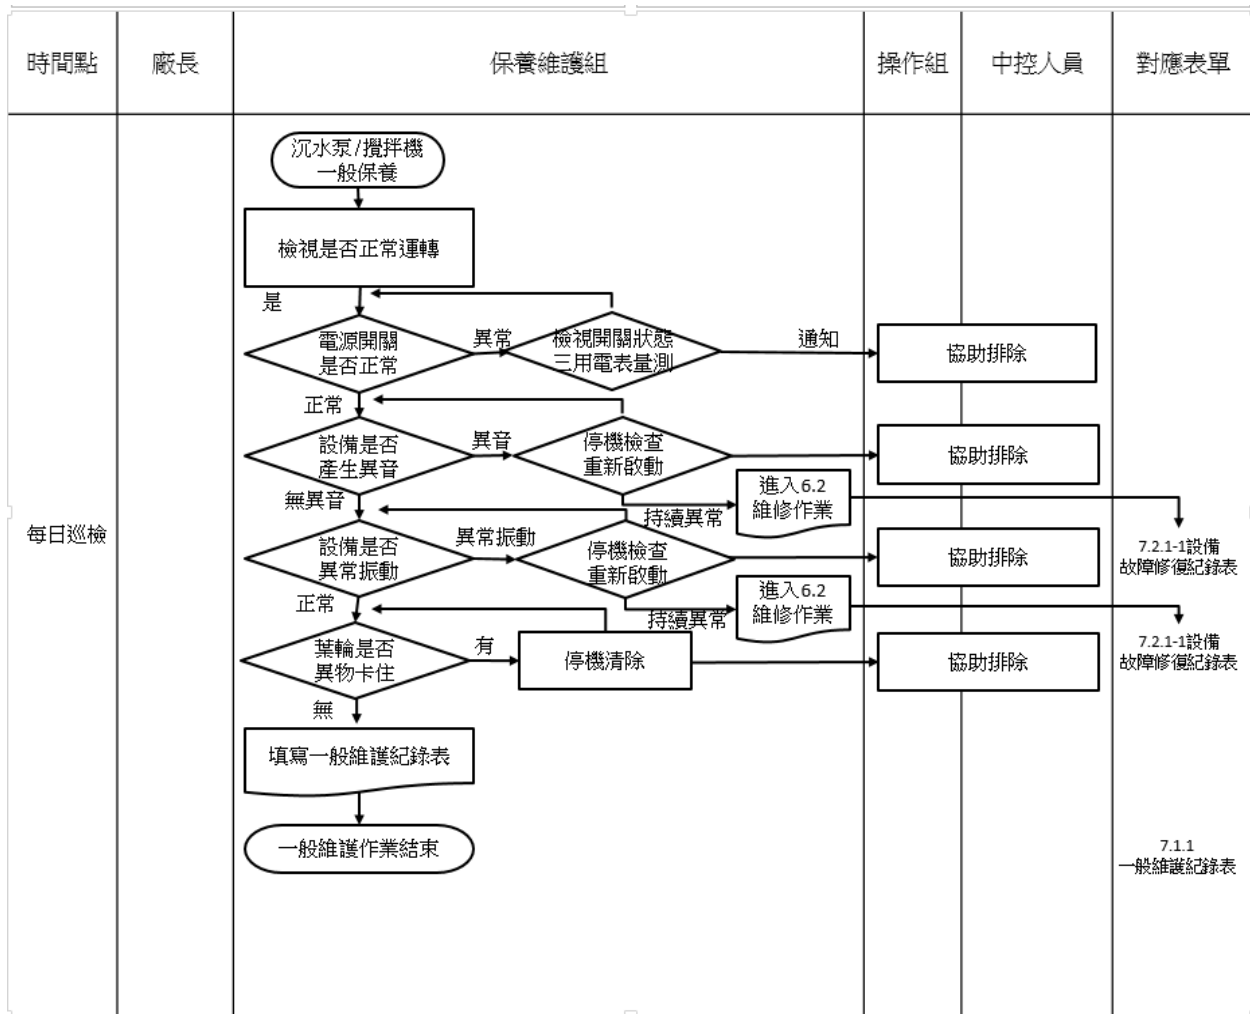 時間點
廠長
保養維護組
操作組
中控人員
對應表單
每日巡檢
沉水泵/攪拌機
一般保養
檢視是否正常運轉
是
電源開關
是否正常
異常
檢視開關狀態
三用電表量測
通知
協助排除
正常
設備是否
產生異音
異音
停機檢查
重新啟動
協助排除
無異音
持續異常
進入6.2
維修作業
7.2.1-1設備
故障修復紀錄表
設備是否
異常振動
異常振動
停機檢查
重新啟動
協助排除
正常
持續異常
進入6.2
維修作業
7.2.1-1設備
故障修復紀錄表
葉輪是否
異物卡住
有
停機清除
協助排除
無
填寫一般維護紀錄表
一般維護作業結束
7.1.1
一般維護紀錄表